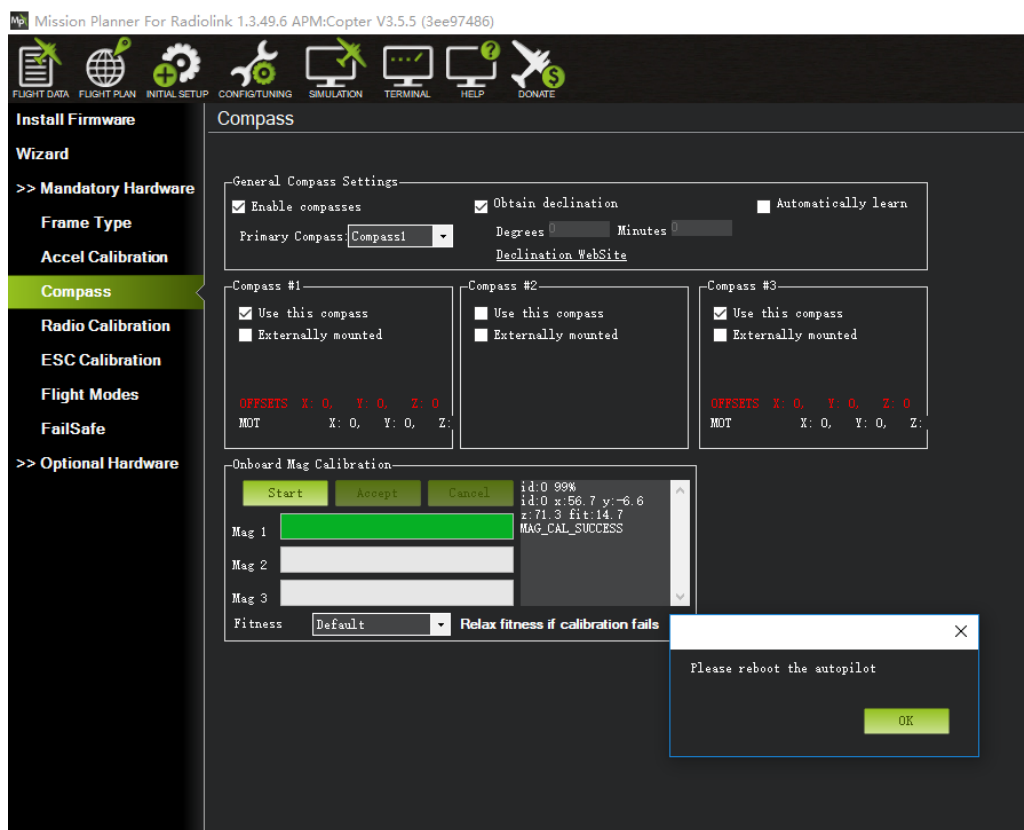 Mp Mission Planner For Radiolink 1.3.49.6 APM:Copter V3.5.5 (3ee97486)
FLIGHT DATA FLIGHT PLAN INITIAL SETUP CONFIG/TUNING SIMULATION TERMINAL HELP DONATE
Install Firmware
Wizard
>> Mandatory Hardware
Frame Type
Accel Calibration
Compass
Radio Calibration
ESC Calibration
Flight Modes
FailSafe
>> Optional Hardware
Compass
General Compass Settings
Enable compasses
Obtain declination
Automatically learn
Primary Compass: Compass1
Degrees 0 Minutes 0
Declination WebSite
Compass #1
Use this compass
Externally mounted
OFFSETS X: 0, Y: 0, Z: 0
MOT X: 0, Y: 0, Z:
Compass #2
Use this compass
Externally mounted
Compass #3
Use this compass
Externally mounted
OFFSETS X: 0, Y: 0, Z: 0
MOT X: 0, Y: 0, Z:
Onboard Mag Calibration
Start Accept Cancel
Mag 1
Mag 2
Mag 3
id:0 99%
id:0 x:56.7 y:-6.6
z:71.3 fit:14.7
MAG_CAL_SUCCESS
Fitness Default Relax fitness if calibration fails
Please reboot the autopilot
OK